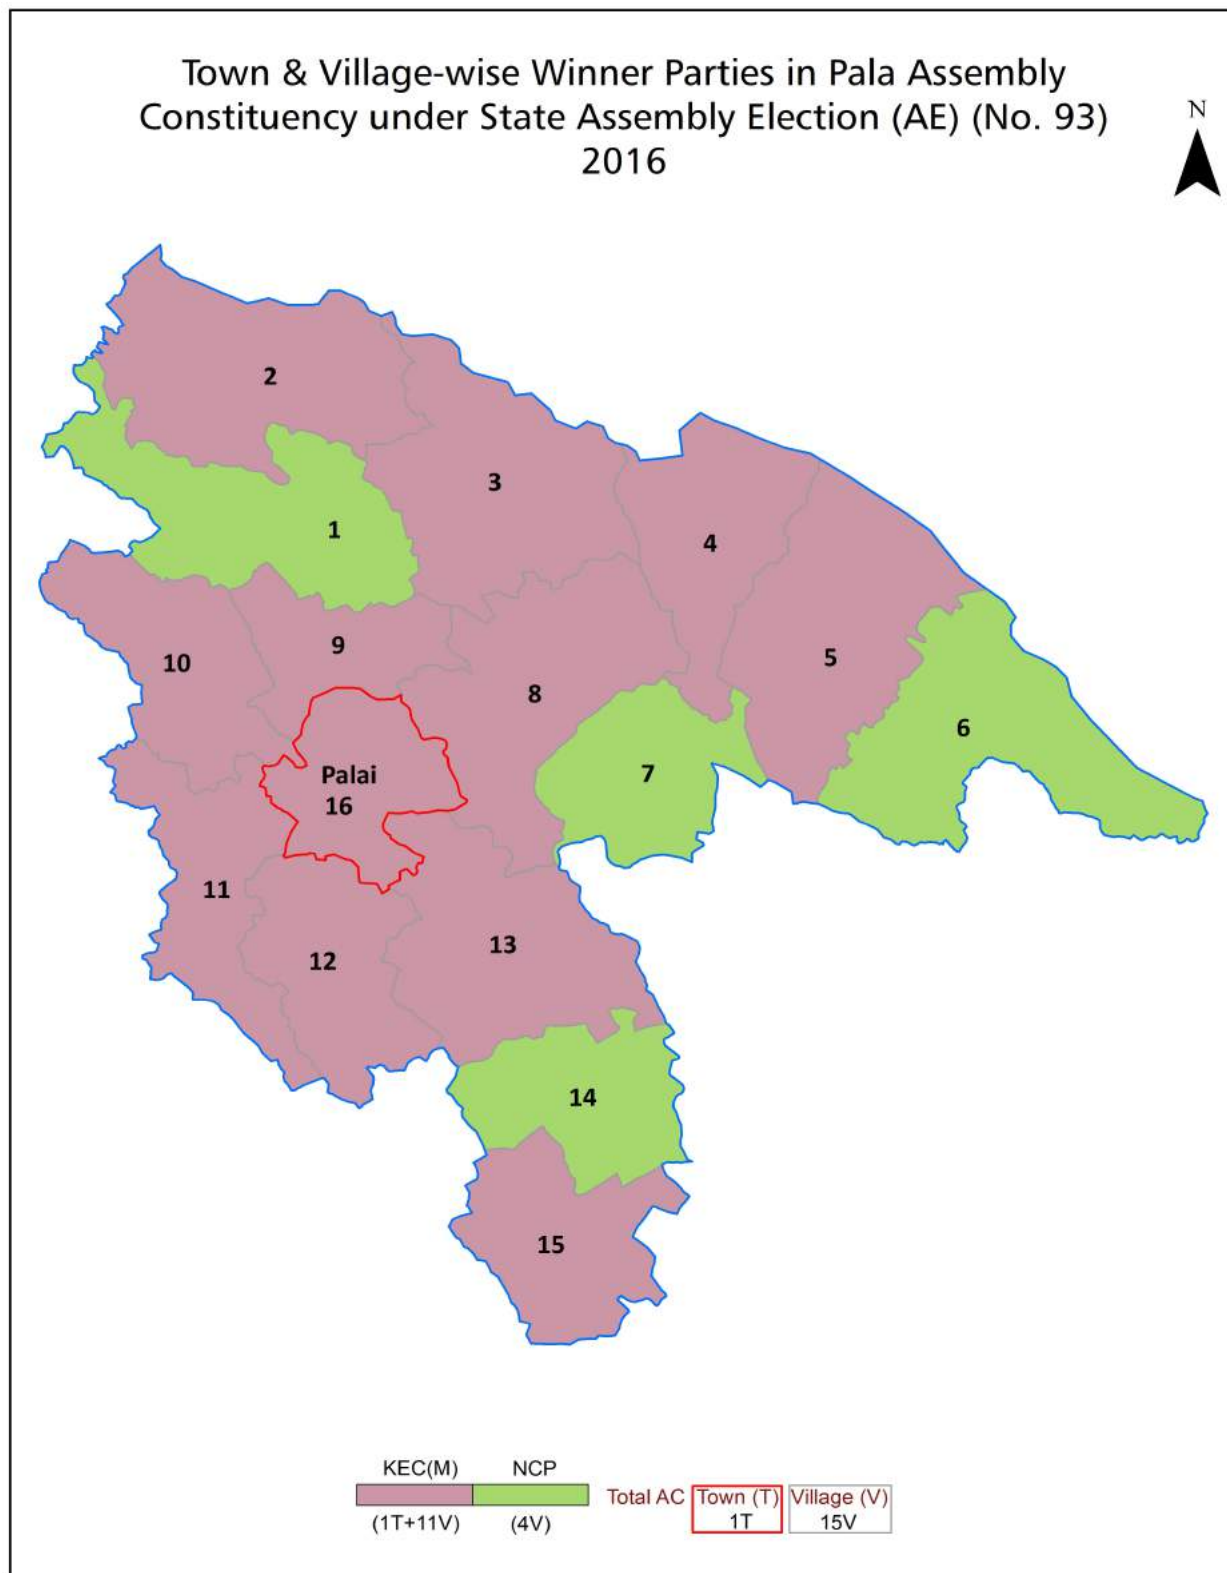 Town & Village-wise Winner Parties in Pala Assembly
Constituency under State Assembly Election (AE) (No. 93)
2016
N
2
3
1
4
9
10
5
8
6
7
Palai
16
11
13
12
14
15
KEC(M) NCP
Total AC Town (T) Village (V)
(1T+11V) (4V) 1T 15V